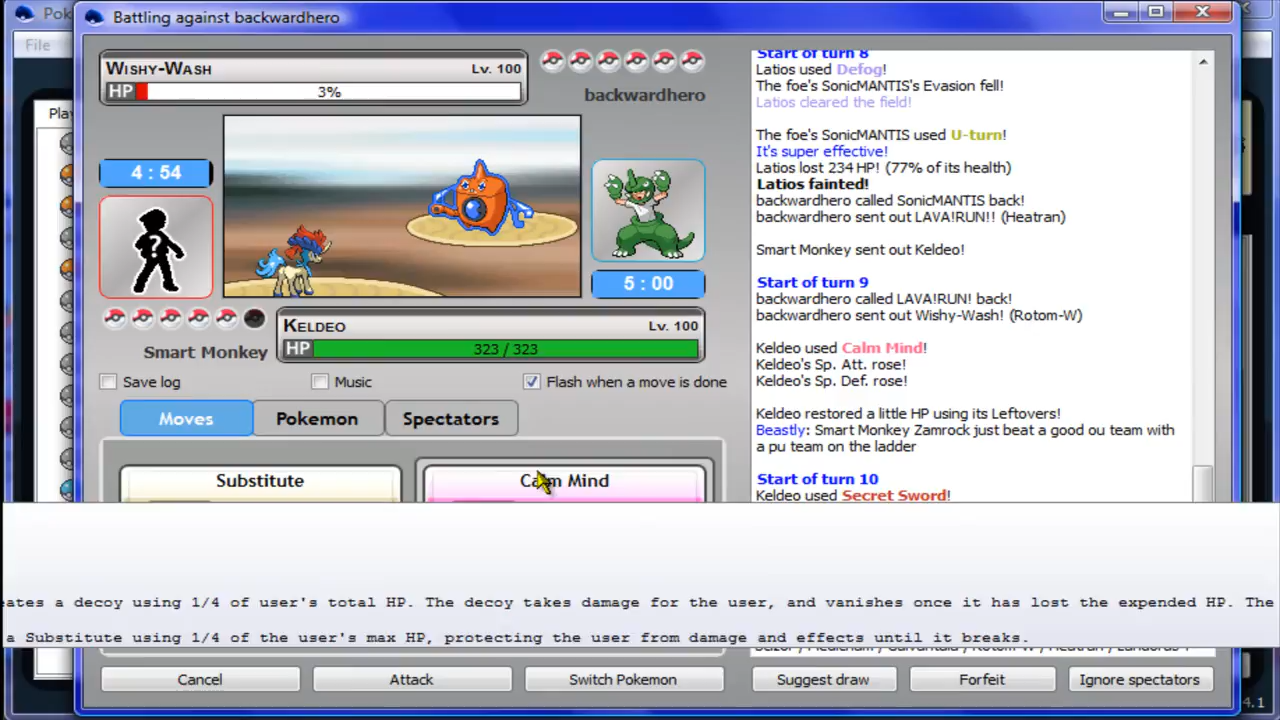 Pok
Battling against backwardhero
File
Play
WISHY-WASH Lv. 100
HP 3%
backwardhero
4:54
5:00
KELDEO Lv. 100
HP 323 / 323
Smart Monkey
Save log
Music
Flash when a move is done
Moves
Pokemon
Spectators
Substitute
Calm Mind
Start of turn 8
Latios used Defog!
The foe's SonicMANTIS's Evasion fell!
Latios cleared the field!
The foe's SonicMANTIS used U-turn!
It's super effective!
Latios lost 234 HP! (77% of its health)
Latios fainted!
backwardhero called SonicMANTIS back!
backwardhero sent out LAVA!RUN!! (Heatran)
Smart Monkey sent out Keldeo!
Start of turn 9
backwardhero called LAVA!RUN! back!
backwardhero sent out Wishy-Wash! (Rotom-W)
Keldeo used Calm Mind!
Keldeo's Sp. Att. rose!
Keldeo's Sp. Def. rose!
Keldeo restored a little HP using its Leftovers!
Beastly: Smart Monkey Zamrock just beat a good ou team with
a pu team on the ladder
Start of turn 10
Keldeo used Secret Sword!
eates a decoy using 1/4 of user's total HP. The decoy takes damage for the user, and vanishes once it has lost the expended HP. The
a Substitute using 1/4 of the user's max HP, protecting the user from damage and effects until it breaks.
Cancel
Attack
Switch Pokemon
Suggest draw
Forfeit
Ignore spectators
4.1